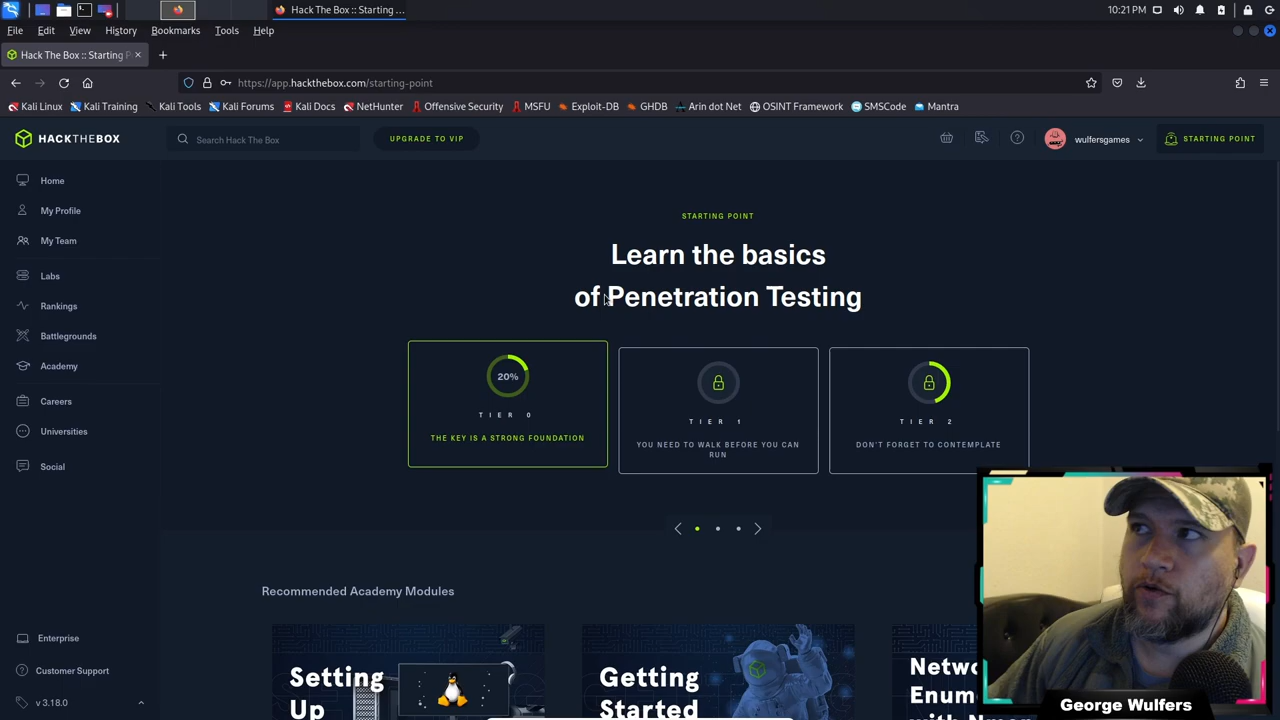 Hack The Box :: Starting ...
10:21 PM
File Edit View History Bookmarks Tools Help
Hack The Box :: Starting P
https://app.hackthebox.com/starting-point
Kali Linux Kali Training Kali Tools Kali Forums Kali Docs NetHunter Offensive Security MSFU Exploit-DB GHDB Arin dot Net OSINT Framework SMSCode Mantra
HACKTHEBOX
Search Hack The Box
UPGRADE TO VIP
wulfersgames
STARTING POINT
Home
My Profile
My Team
Labs
Rankings
Battlegrounds
Academy
Careers
Universities
Social
Enterprise
Customer Support
v 3.18.0
STARTING POINT
Learn the basics
of Penetration Testing
20%
TIER 0
THE KEY IS A STRONG FOUNDATION
TIER 1
YOU NEED TO WALK BEFORE YOU CAN
RUN
TIER 2
DON'T FORGET TO CONTEMPLATE
Recommended Academy Modules
Setting
Up
Getting
Started
George Wulfers